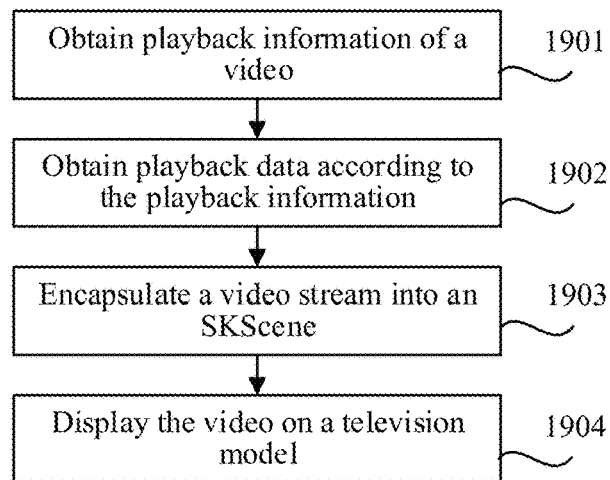 Obtain playback information of a
video
1901
Obtain playback data according to
the playback information
1902
Encapsulate a video stream into an
SKScene
1903
Display the video on a television
model
1904